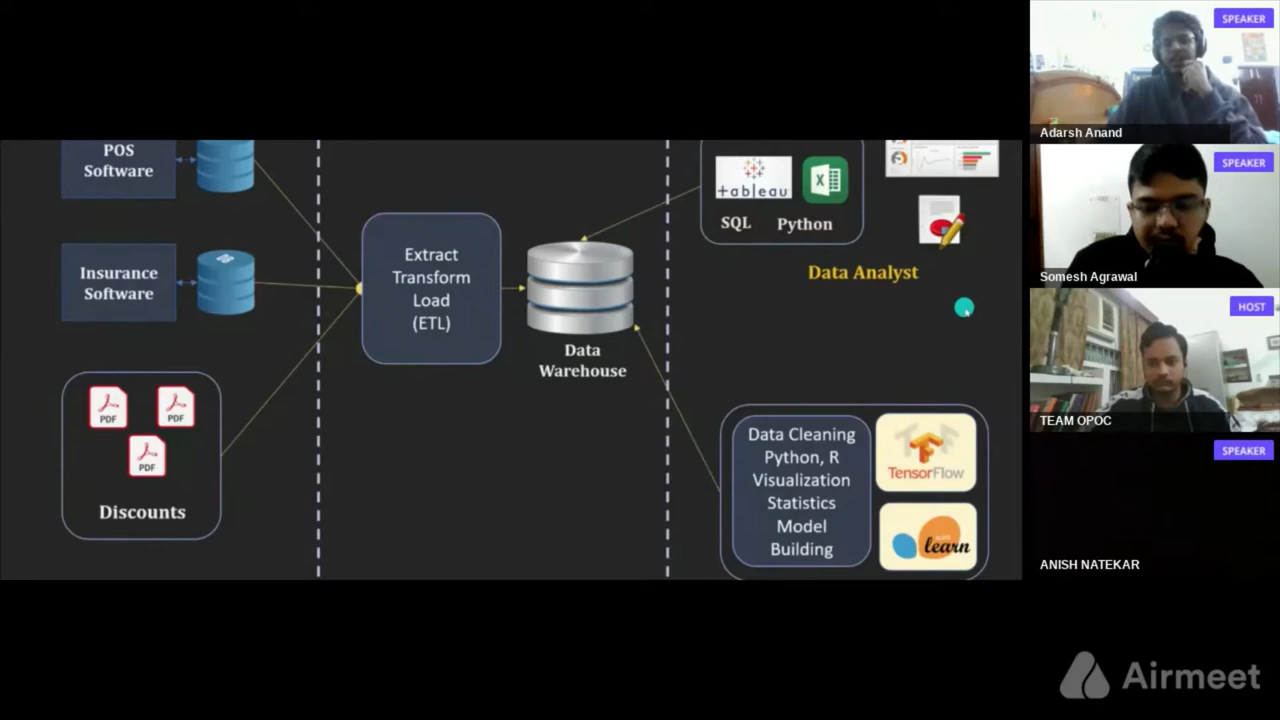 POS
Software
Insurance
Software
PDF
PDF
PDF
Discounts
Extract
Transform
Load
(ETL)
Data
Warehouse
+ableau
SQL Python
Data Analyst
Data Cleaning
Python, R
Visualization
Statistics
Model
Building
TensorFlow
learn
SPEAKER
Adarsh Anand
SPEAKER
Somesh Agrawal
HOST
TEAM OPOC
SPEAKER
ANISH NATEKAR
Airmeet